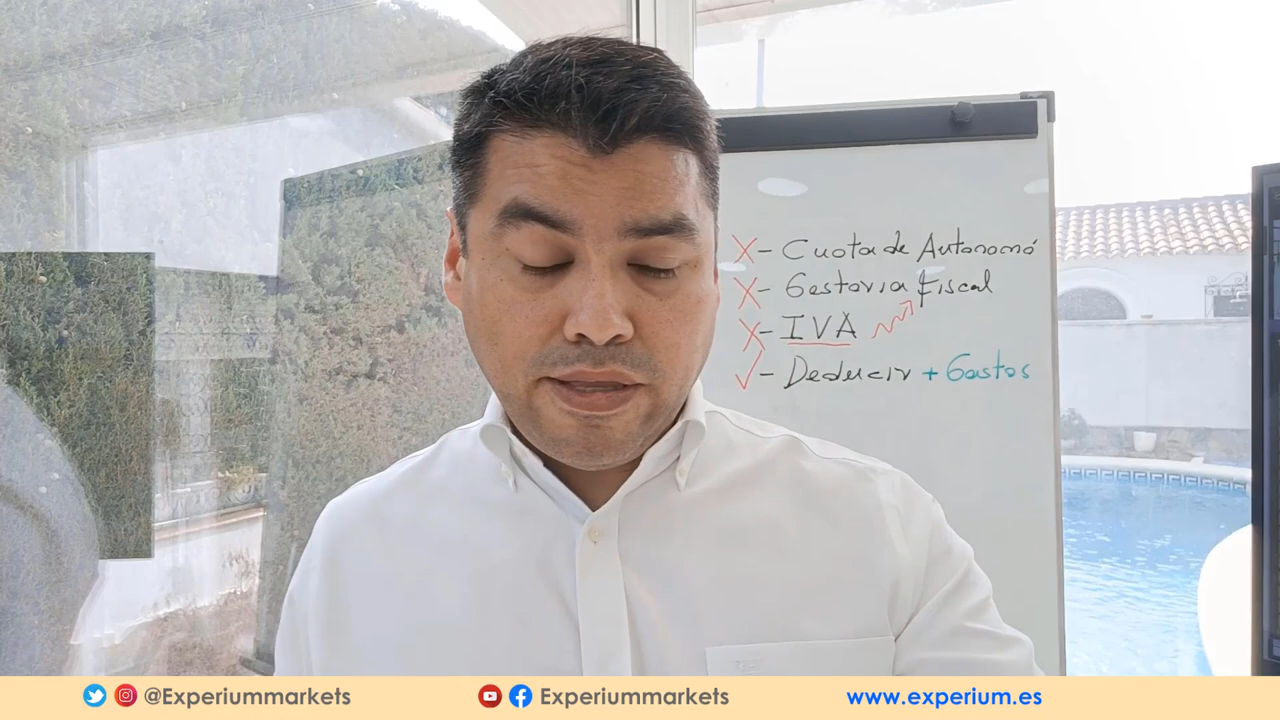 X - Cuota de Autonomó
X - Gestoria Fiscal
X - IVA
✓ - Deducir + Gastos
@Experiummarkets
Experiummarkets
www.experium.es